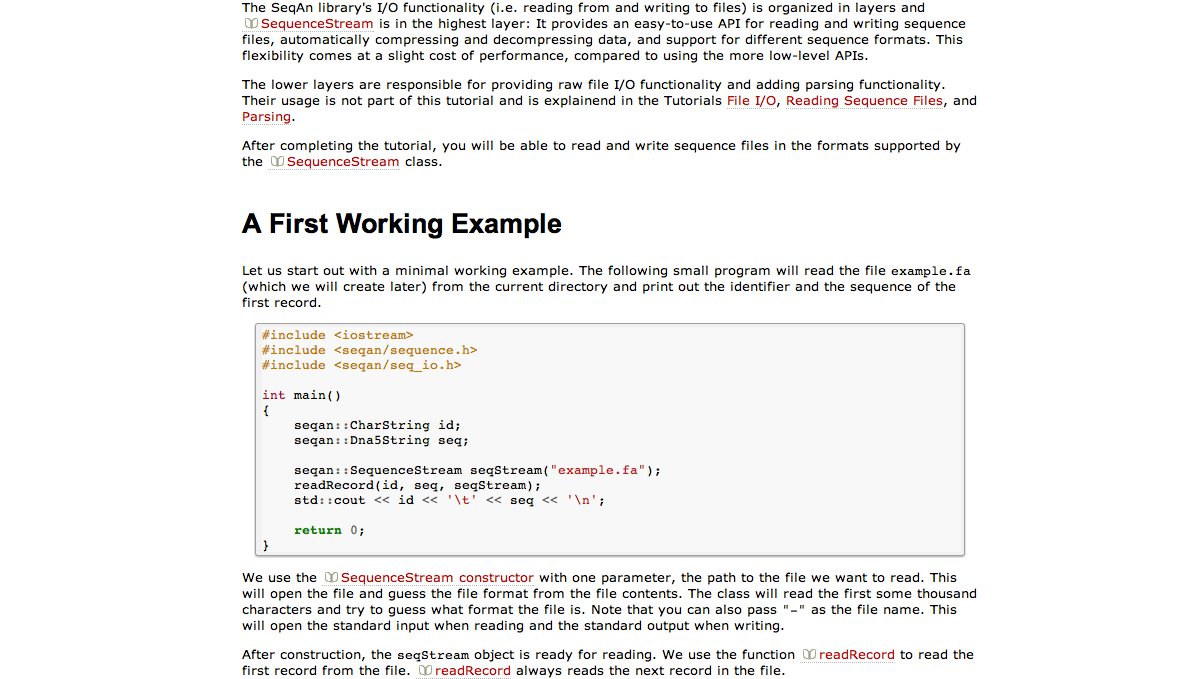 The SeqAn library's I/O functionality (i.e. reading from and writing to files) is organized in layers and
SequenceStream is in the highest layer: It provides an easy-to-use API for reading and writing sequence
files, automatically compressing and decompressing data, and support for different sequence formats. This
flexibility comes at a slight cost of performance, compared to using the more low-level APIs.
The lower layers are responsible for providing raw file I/O functionality and adding parsing functionality.
Their usage is not part of this tutorial and is explainend in the Tutorials File I/O, Reading Sequence Files, and
Parsing.
After completing the tutorial, you will be able to read and write sequence files in the formats supported by
the SequenceStream class.
A First Working Example
Let us start out with a minimal working example. The following small program will read the file example.fa
(which we will create later) from the current directory and print out the identifier and the sequence of the
first record.
#include <iostream>
#include <seqan/sequence.h>
#include <seqan/seq_io.h>
int main()
{
    seqan::CharString id;
    seqan::Dna5String seq;
    seqan::SequenceStream seqStream("example.fa");
    readRecord(id, seq, seqStream);
    std::cout << id << '\t' << seq << '\n';
    return 0;
}
We use the SequenceStream constructor with one parameter, the path to the file we want to read. This
will open the file and guess the file format from the file contents. The class will read the first some thousand
characters and try to guess what format the file is. Note that you can also pass "-" as the file name. This
will open the standard input when reading and the standard output when writing.
After construction, the seqStream object is ready for reading. We use the function readRecord to read the
first record from the file. readRecord always reads the next record in the file.